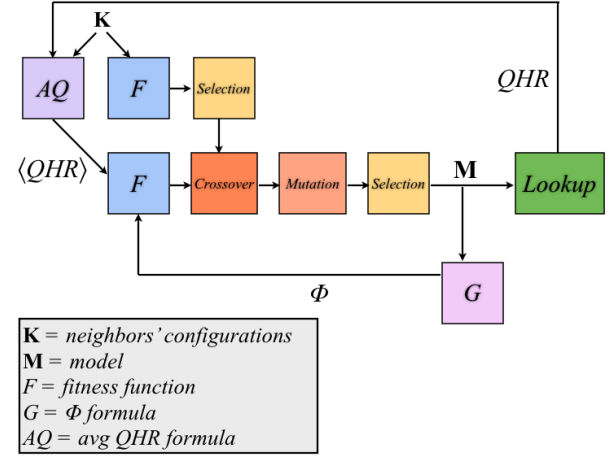 K
AQ
F
Selection
QHR
⟨QHR⟩
F
Crossover
Mutation
Selection
M
Lookup
Φ
G
K = neighbors' configurations
M = model
F = fitness function
G = Φ formula
AQ = avg QHR formula